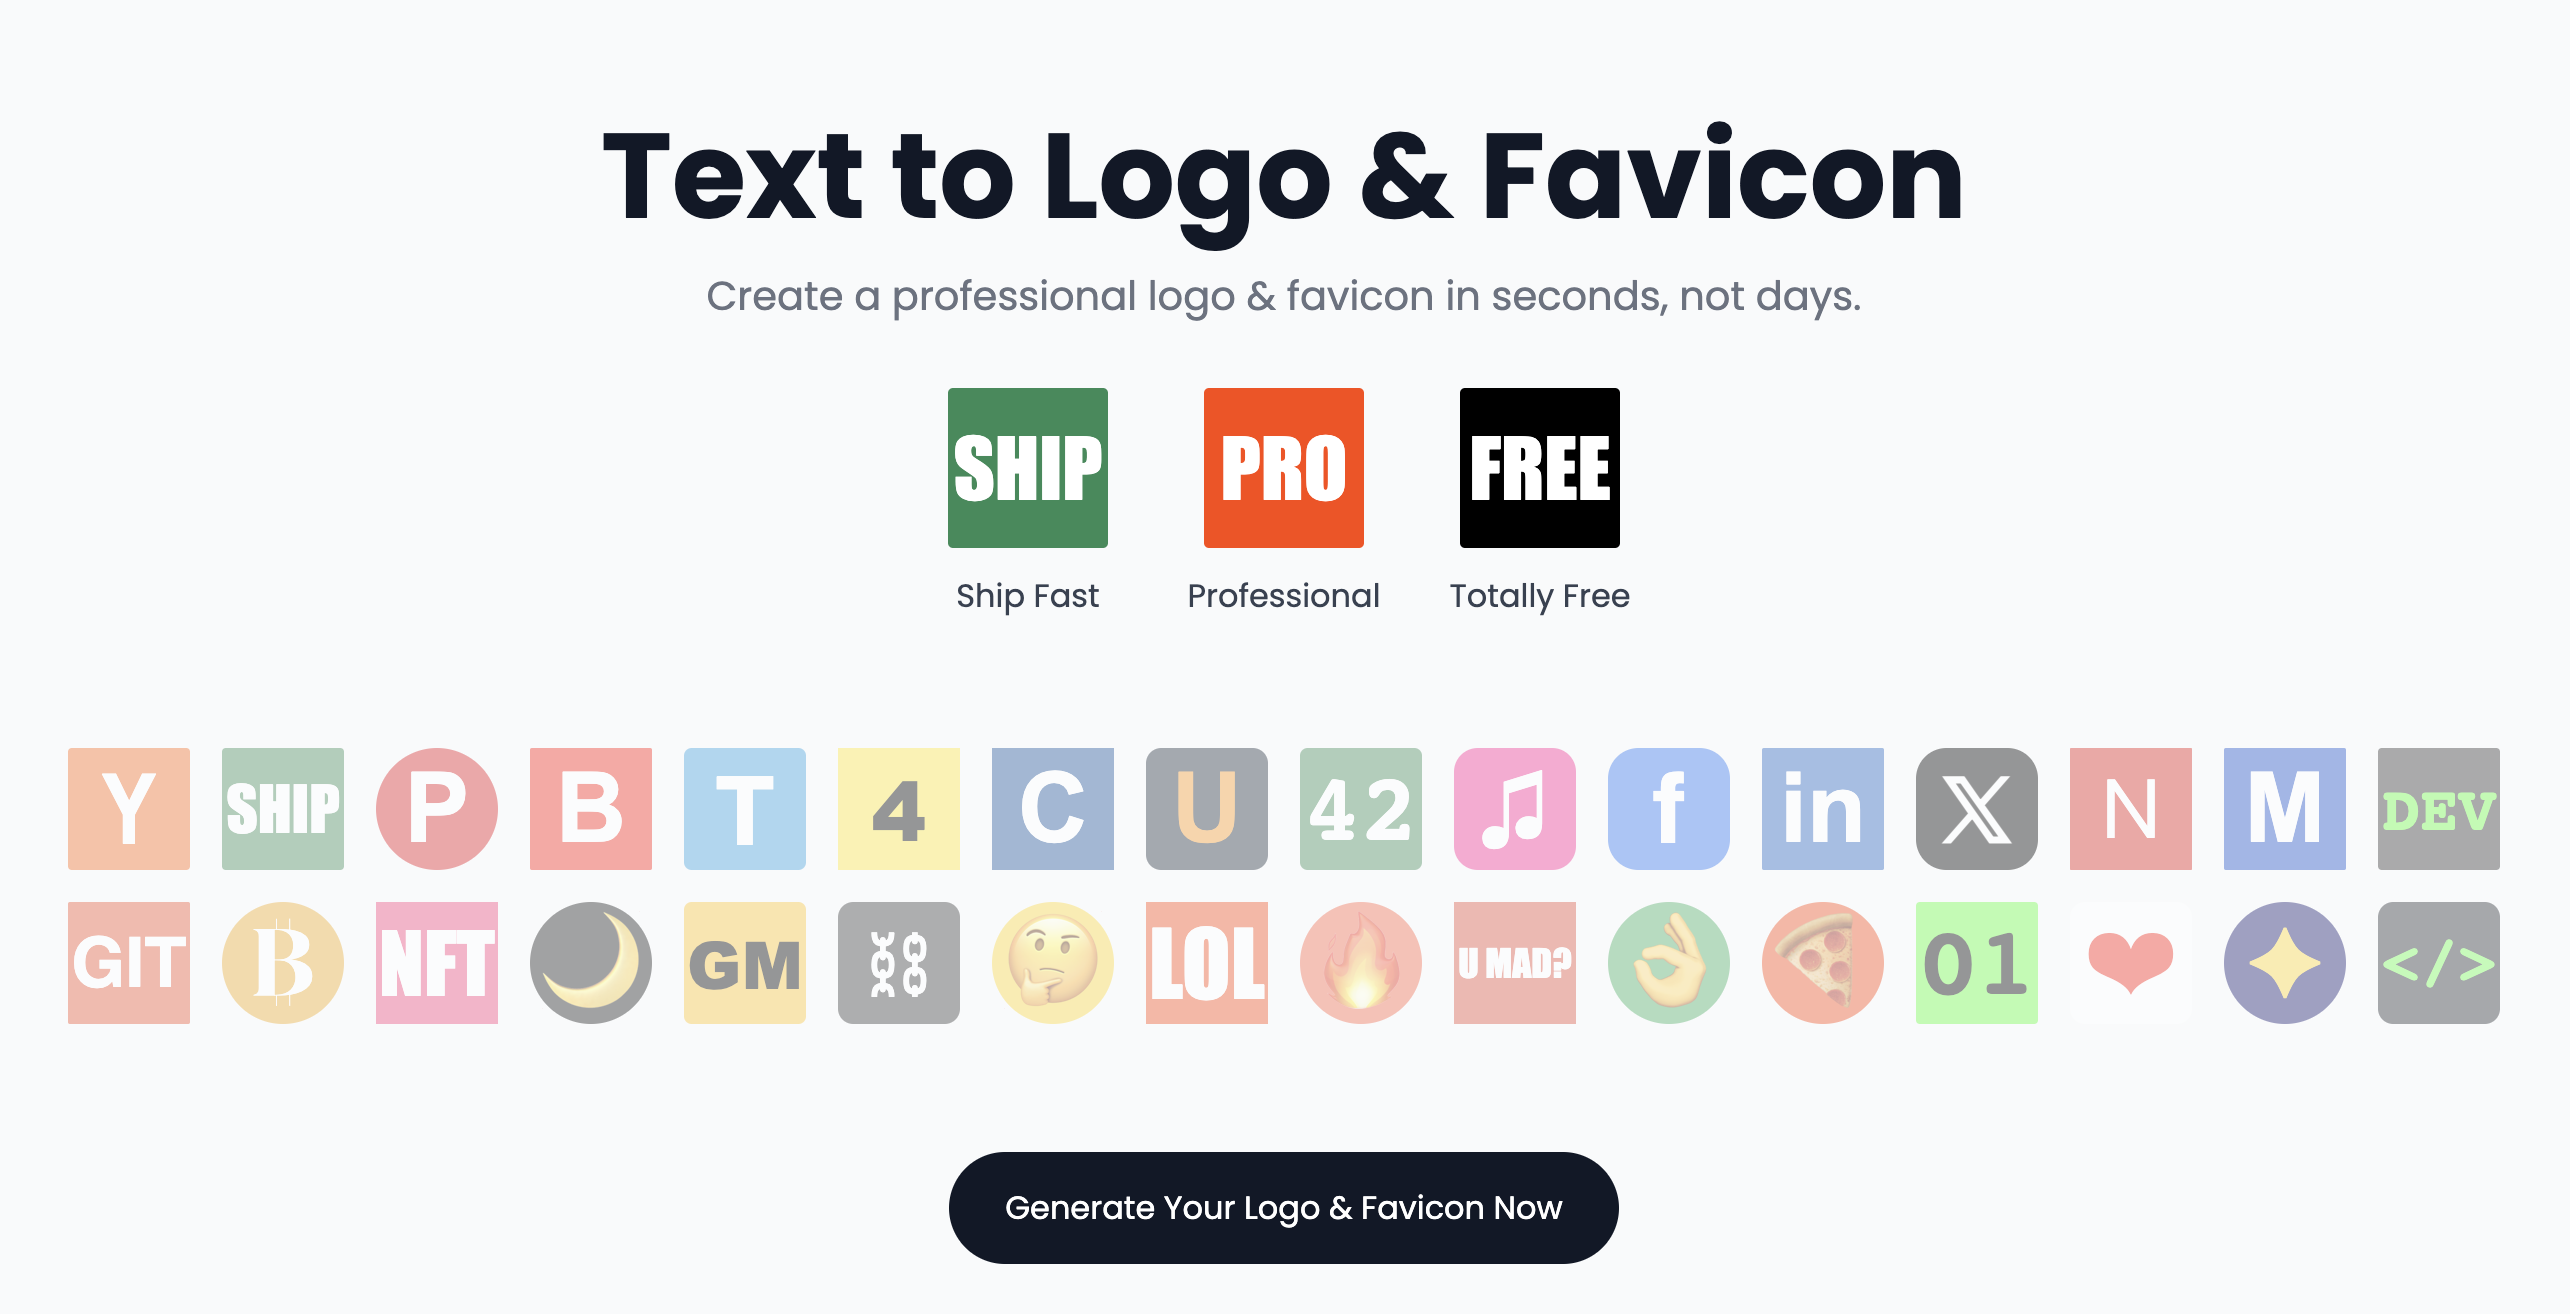 Text to Logo & Favicon
Create a professional logo & favicon in seconds, not days.
SHIP PRO FREE
Ship Fast Professional Totally Free
Y SHIP P B T 4 C U 42 f in X N M DEV
GIT B NFT GM LOL U MAD? 01 </>
Generate Your Logo & Favicon Now